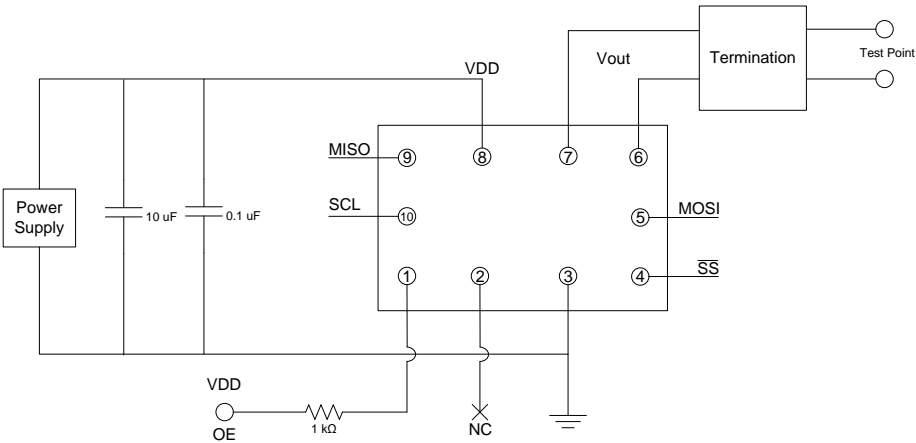 Termination
Test Point
Vout
VDD
MISO
9
8
7
6
Power
Supply
10 uF
0.1 uF
SCL
10
5
MOSI
1
2
3
4
SS
VDD
OE
1 kΩ
NC